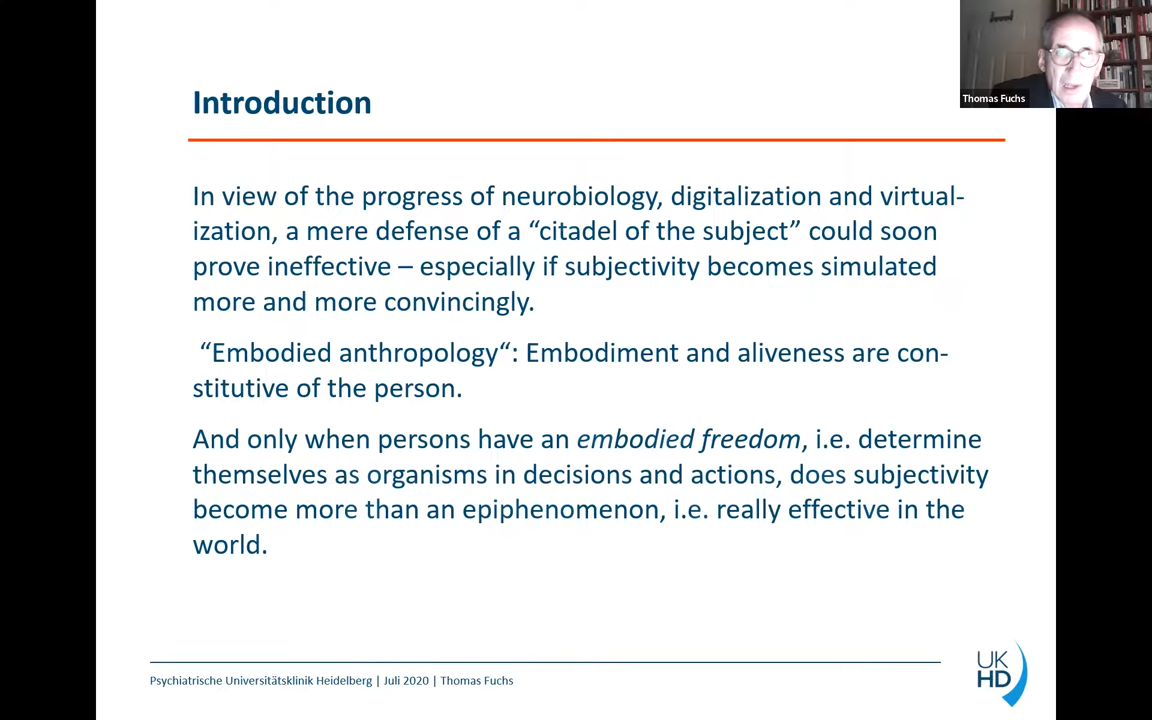 Thomas Fuchs
Introduction
In view of the progress of neurobiology, digitalization and virtual-
ization, a mere defense of a “citadel of the subject” could soon
prove ineffective – especially if subjectivity becomes simulated
more and more convincingly.
“Embodied anthropology“: Embodiment and aliveness are con-
stitutive of the person.
And only when persons have an embodied freedom, i.e. determine
themselves as organisms in decisions and actions, does subjectivity
become more than an epiphenomenon, i.e. really effective in the
world.
Psychiatrische Universitätsklinik Heidelberg | Juli 2020 | Thomas Fuchs
UK
HD